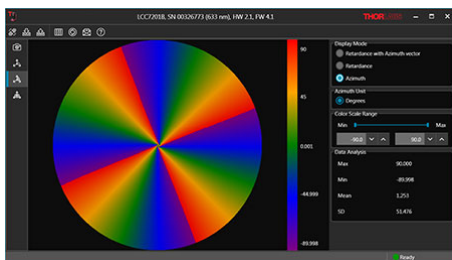 LCC7201B, SN 00326773 (633 nm), HW 2.1, FW 4.1
THORLABS
Display Mode
Retardance with Azimuth vector
Retardance
Azimuth
Azimuth Unit
Degrees
Color Scale Range
Min
Max
-90.0
90.0
Data Analysis
Max 90.000
Min -89.998
Mean 1.253
SD 53.476
90
45
0.001
-44.999
-89.998
Ready